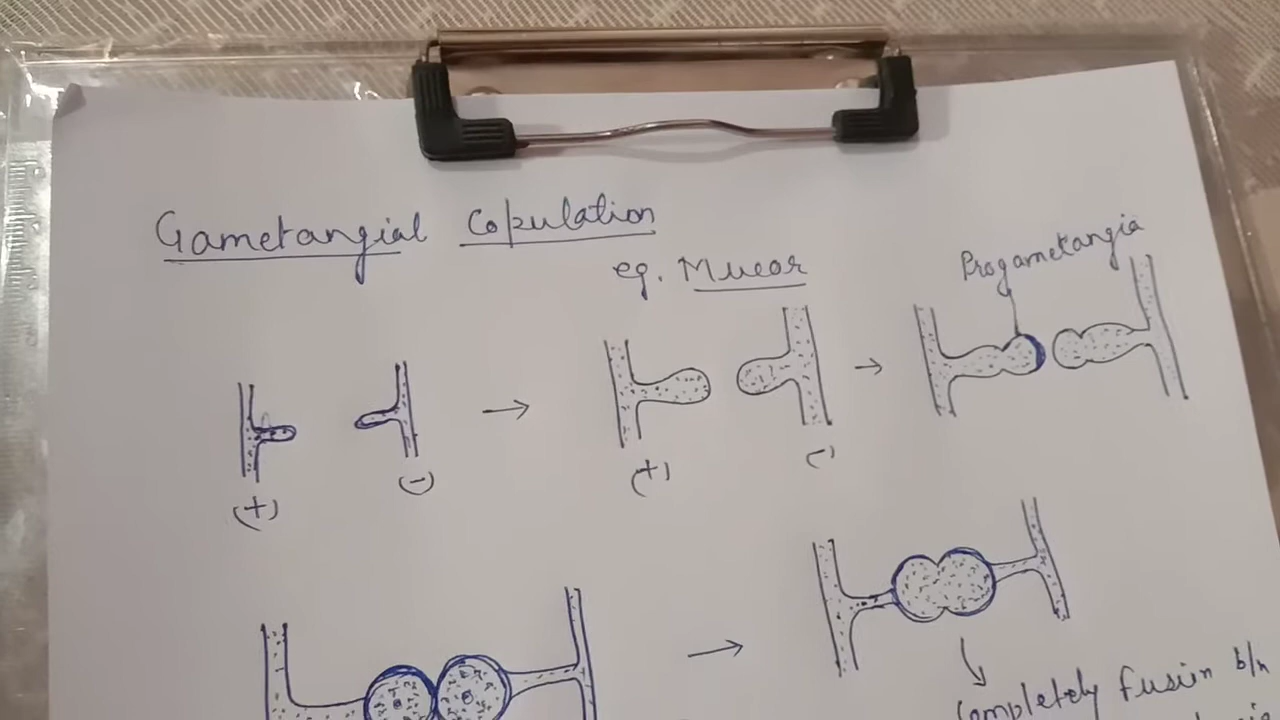 Gametangial Copulation
eg. Mucor
Progametangia
(+) (-) → (+) (-) →
→
Completely fusion b/n